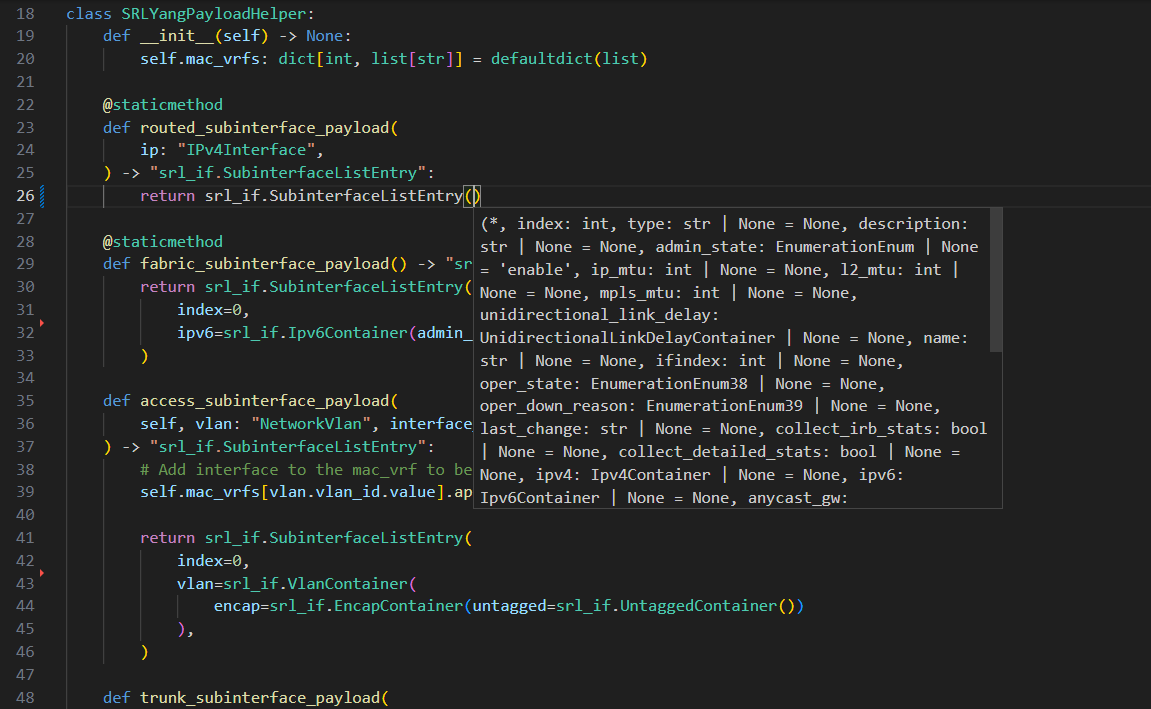 18 class SRLYangPayloadHelper:
19     def __init__(self) -> None:
20         self.mac_vrfs: dict[int, list[str]] = defaultdict(list)
21
22     @staticmethod
23     def routed_subinterface_payload(
24         ip: "IPv4Interface",
25     ) -> "srl_if.SubinterfaceListEntry":
26         return srl_if.SubinterfaceListEntry()
27
28     @staticmethod
29     def fabric_subinterface_payload() -> "sr
30         return srl_if.SubinterfaceListEntry(
31             index=0,
32             ipv6=srl_if.Ipv6Container(admin_
33         )
34
35     def access_subinterface_payload(
36         self, vlan: "NetworkVlan", interface
37     ) -> "srl_if.SubinterfaceListEntry":
38         # Add interface to the mac_vrf to be
39         self.mac_vrfs[vlan.vlan_id.value].ap
40
41         return srl_if.SubinterfaceListEntry(
42             index=0,
43             vlan=srl_if.VlanContainer(
44                 encap=srl_if.EncapContainer(untagged=srl_if.UntaggedContainer())
45             ),
46         )
47
48     def trunk_subinterface_payload(
(*, index: int, type: str | None = None, description:
str | None = None, admin_state: EnumerationEnum | None
= 'enable', ip_mtu: int | None = None, l2_mtu: int |
None = None, mpls_mtu: int | None = None,
unidirectional_link_delay:
UnidirectionalLinkDelayContainer | None = None, name:
str | None = None, ifindex: int | None = None,
oper_state: EnumerationEnum38 | None = None,
oper_down_reason: EnumerationEnum39 | None = None,
last_change: str | None = None, collect_irb_stats: bool
| None = None, collect_detailed_stats: bool | None =
None, ipv4: Ipv4Container | None = None, ipv6:
Ipv6Container | None = None, anycast_gw: